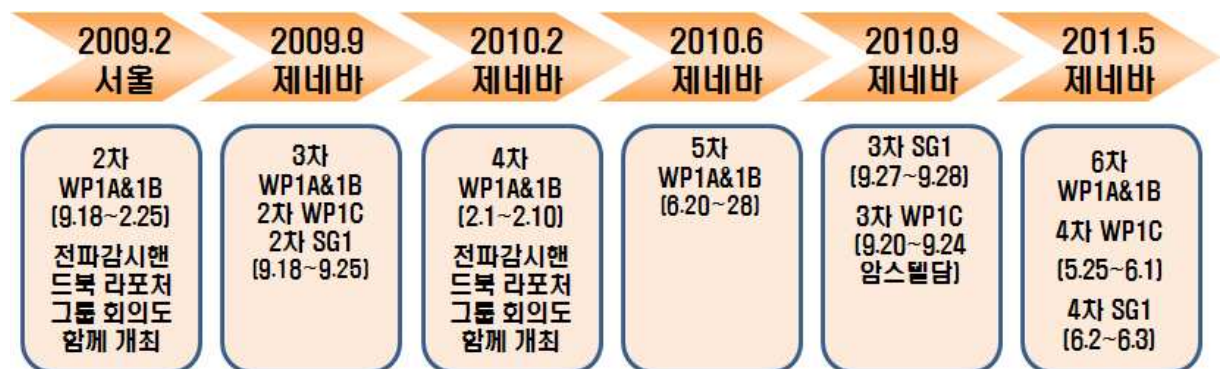 2009.2
서울
2009.9
제네바
2010.2
제네바
2010.6
제네바
2010.9
제네바
2011.5
제네바
2차
WP1A&1B
(9.18~2.25)
전파감시핸
드북 라포처
그룹 회의도
함께 개최
3차
WP1A&1B
2차 WP1C
2차 SG1
(9.18~9.25)
4차
WP1A&1B
(2.1~2.10)
전파감시핸
드북 라포처
그룹 회의도
함께 개최
5차
WP1A&1B
(6.20~28)
3차 SG1
(9.27~9.28)
3차 WP1C
(9.20~9.24
암스텔담)
6차
WP1A&1B
4차 WP1C
(5.25~6.1)
4차 SG1
(6.2~6.3)